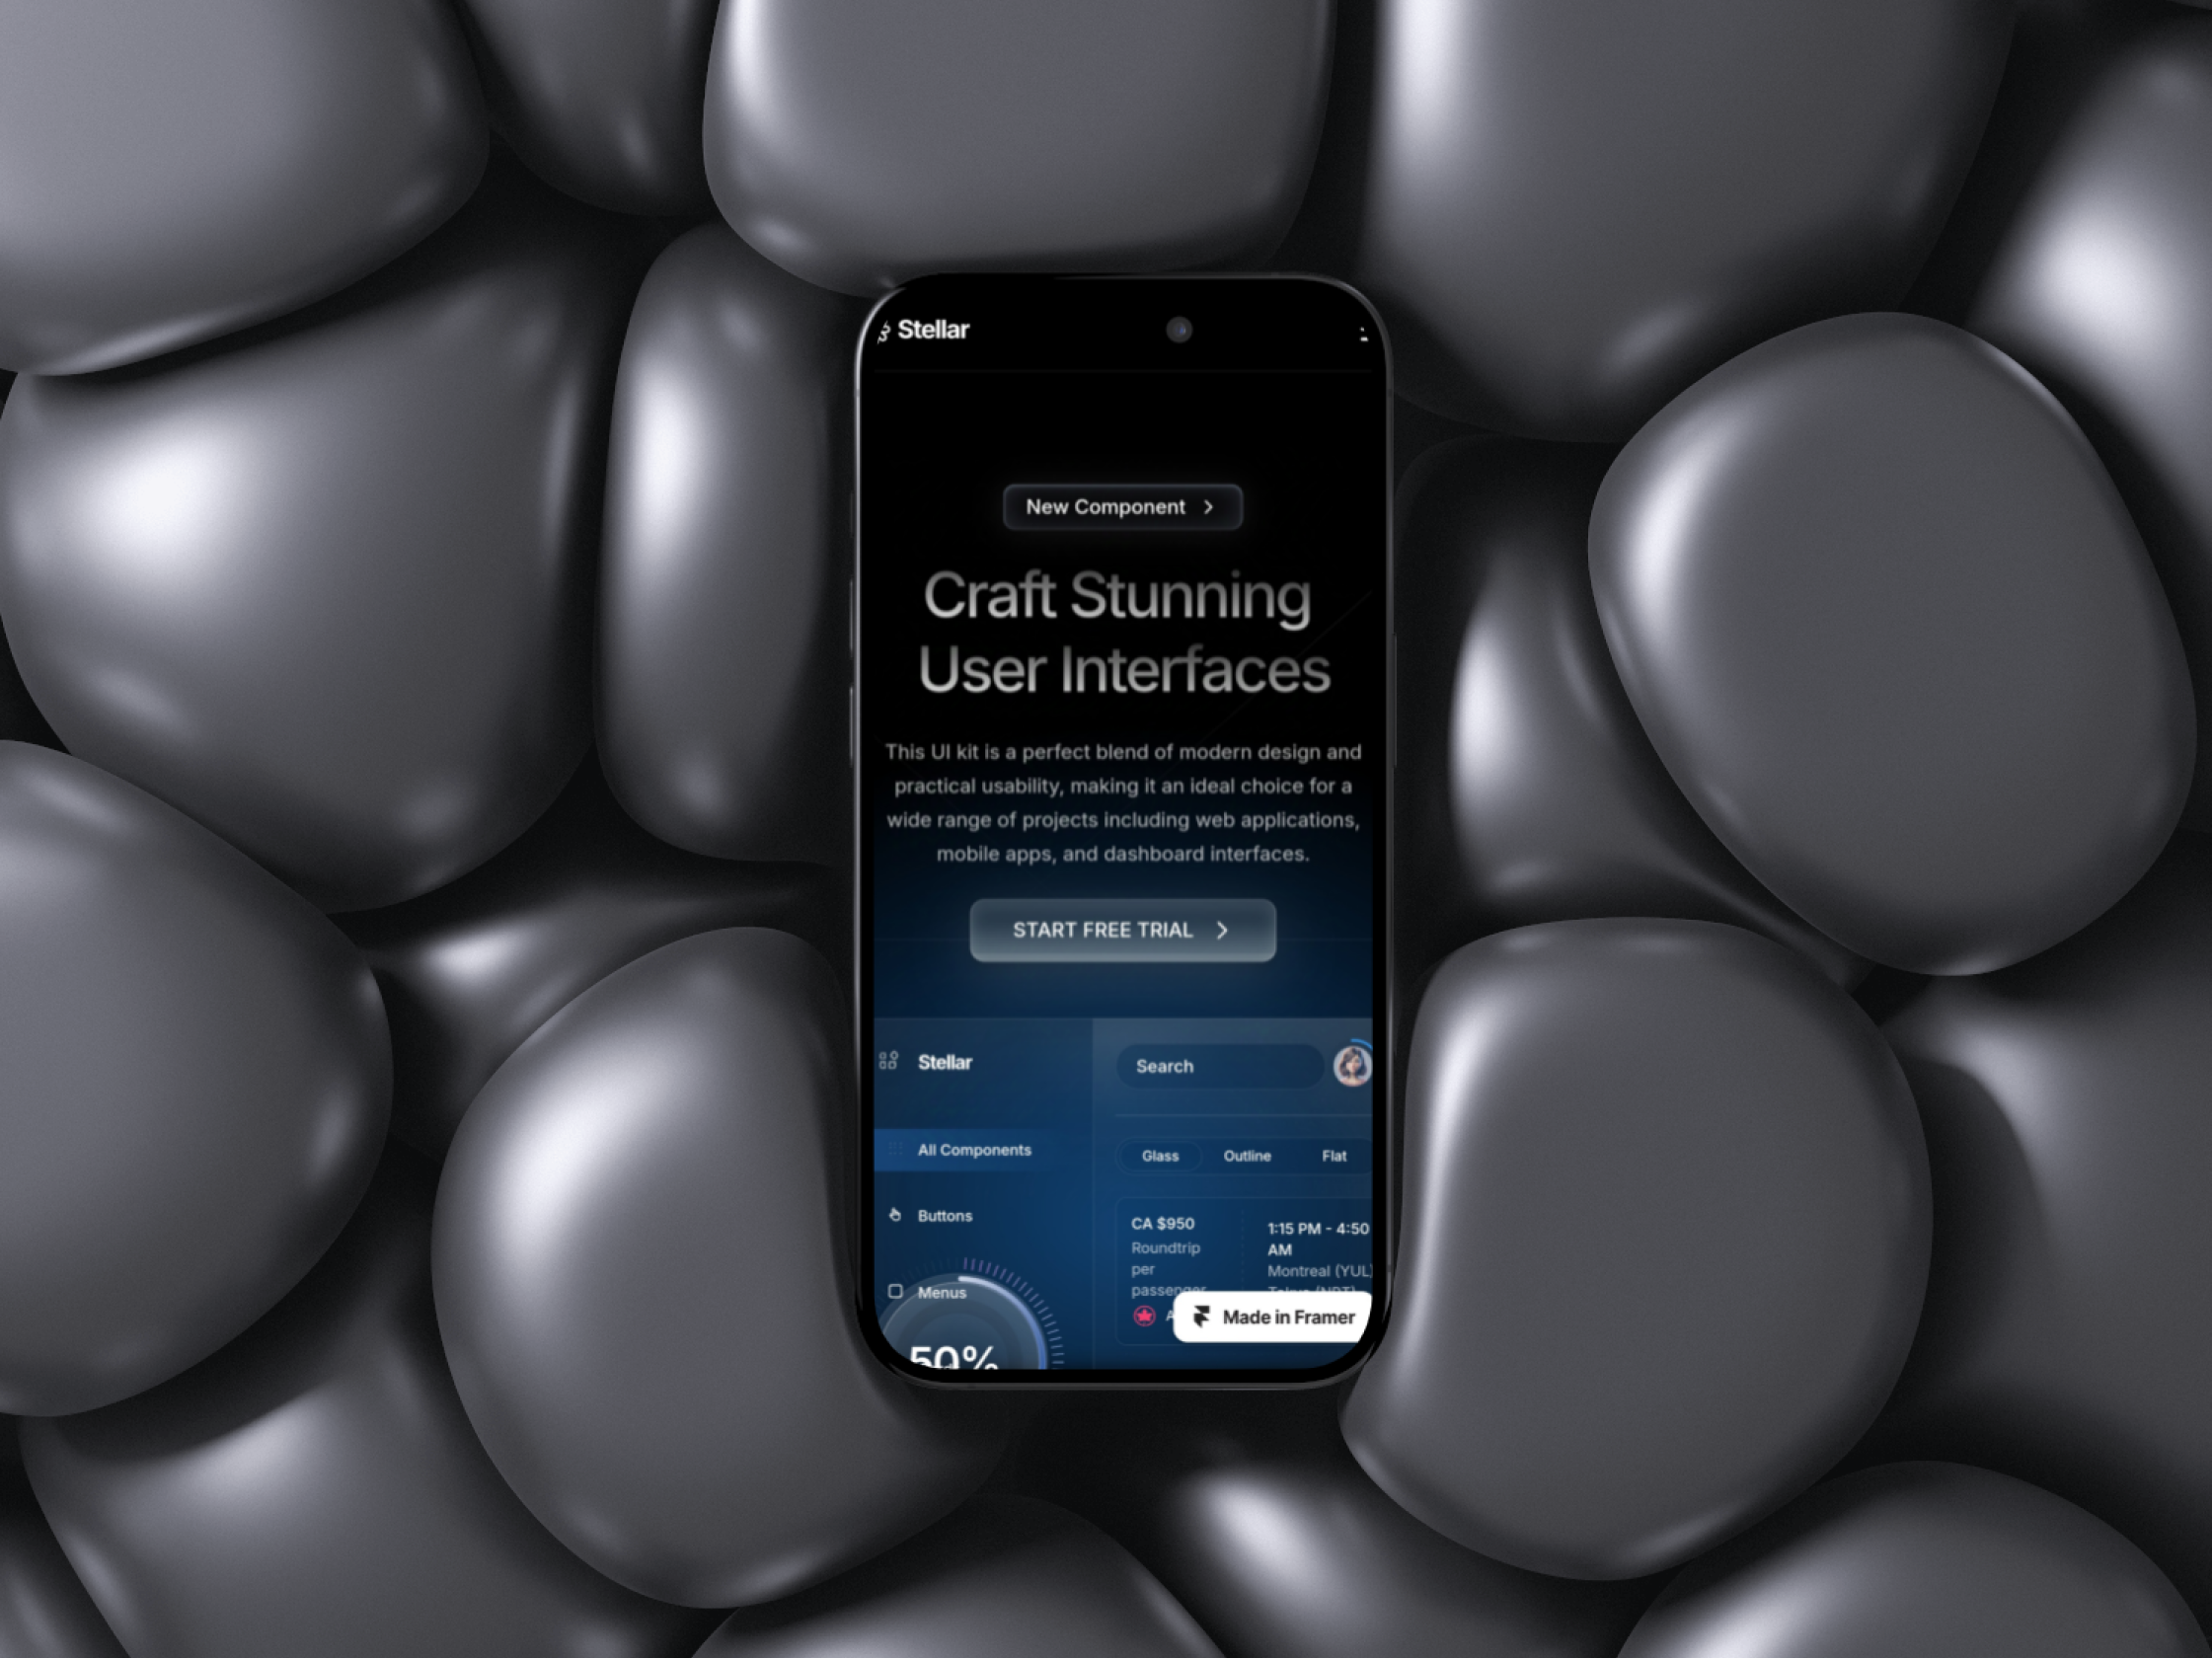 Stellar
New Component
Craft Stunning
User Interfaces
This UI kit is a perfect blend of modern design and
practical usability, making it an ideal choice for a
wide range of projects including web applications,
mobile apps, and dashboard interfaces.
START FREE TRIAL
Stellar
Search
All Components
Glass Outline Flat
Buttons
CA $950
Roundtrip
per
passenger
1:15 PM - 4:50
AM
Montreal (YUL)
Menus
Made in Framer
50%